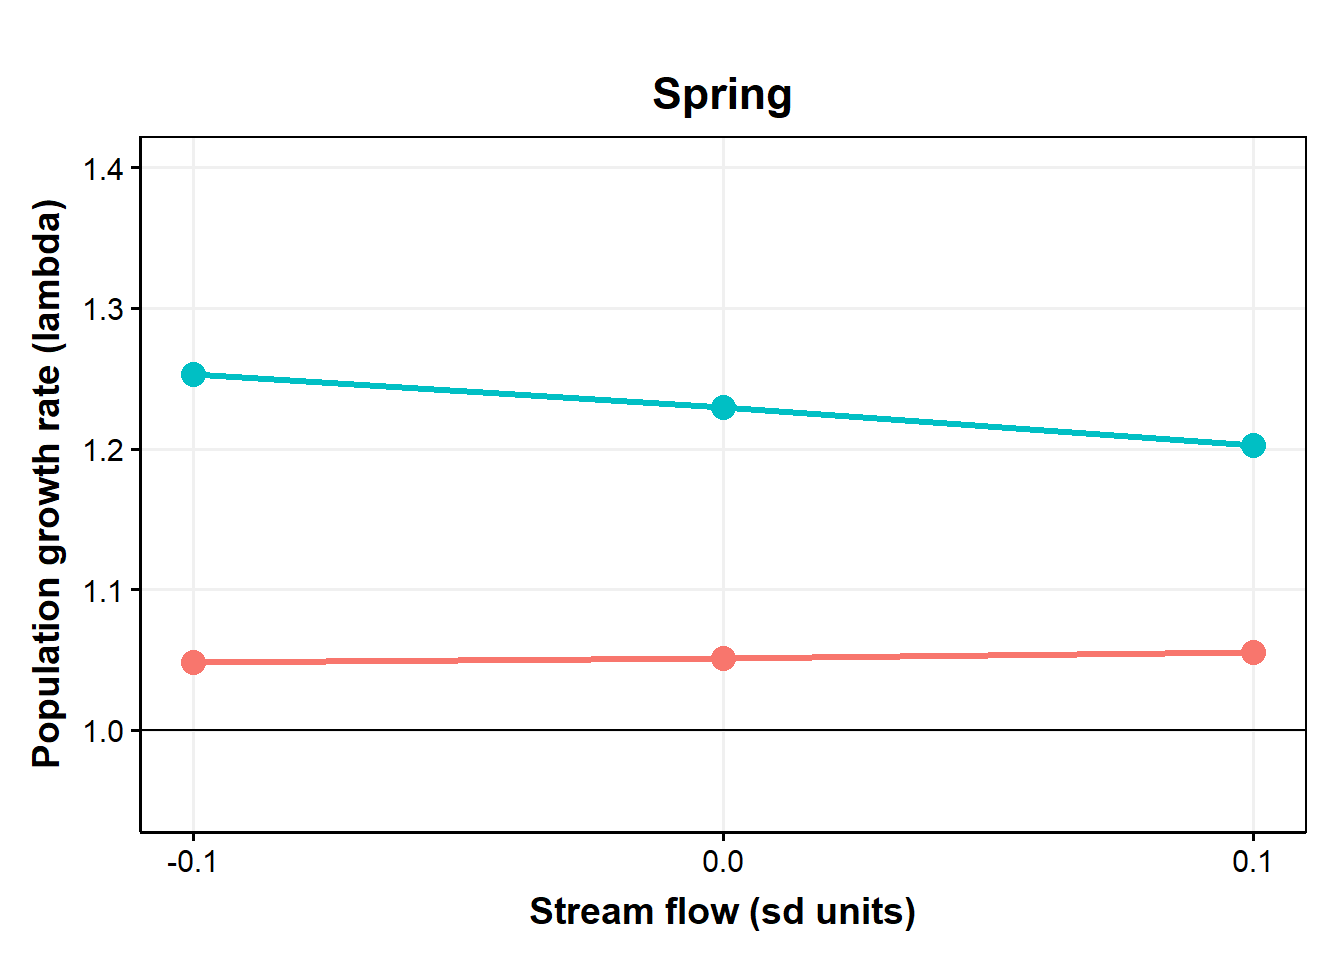 Spring
Population growth rate (lambda)
1.4
1.3
1.2
1.1
1.0
-0.1
0.0
0.1
Stream flow (sd units)